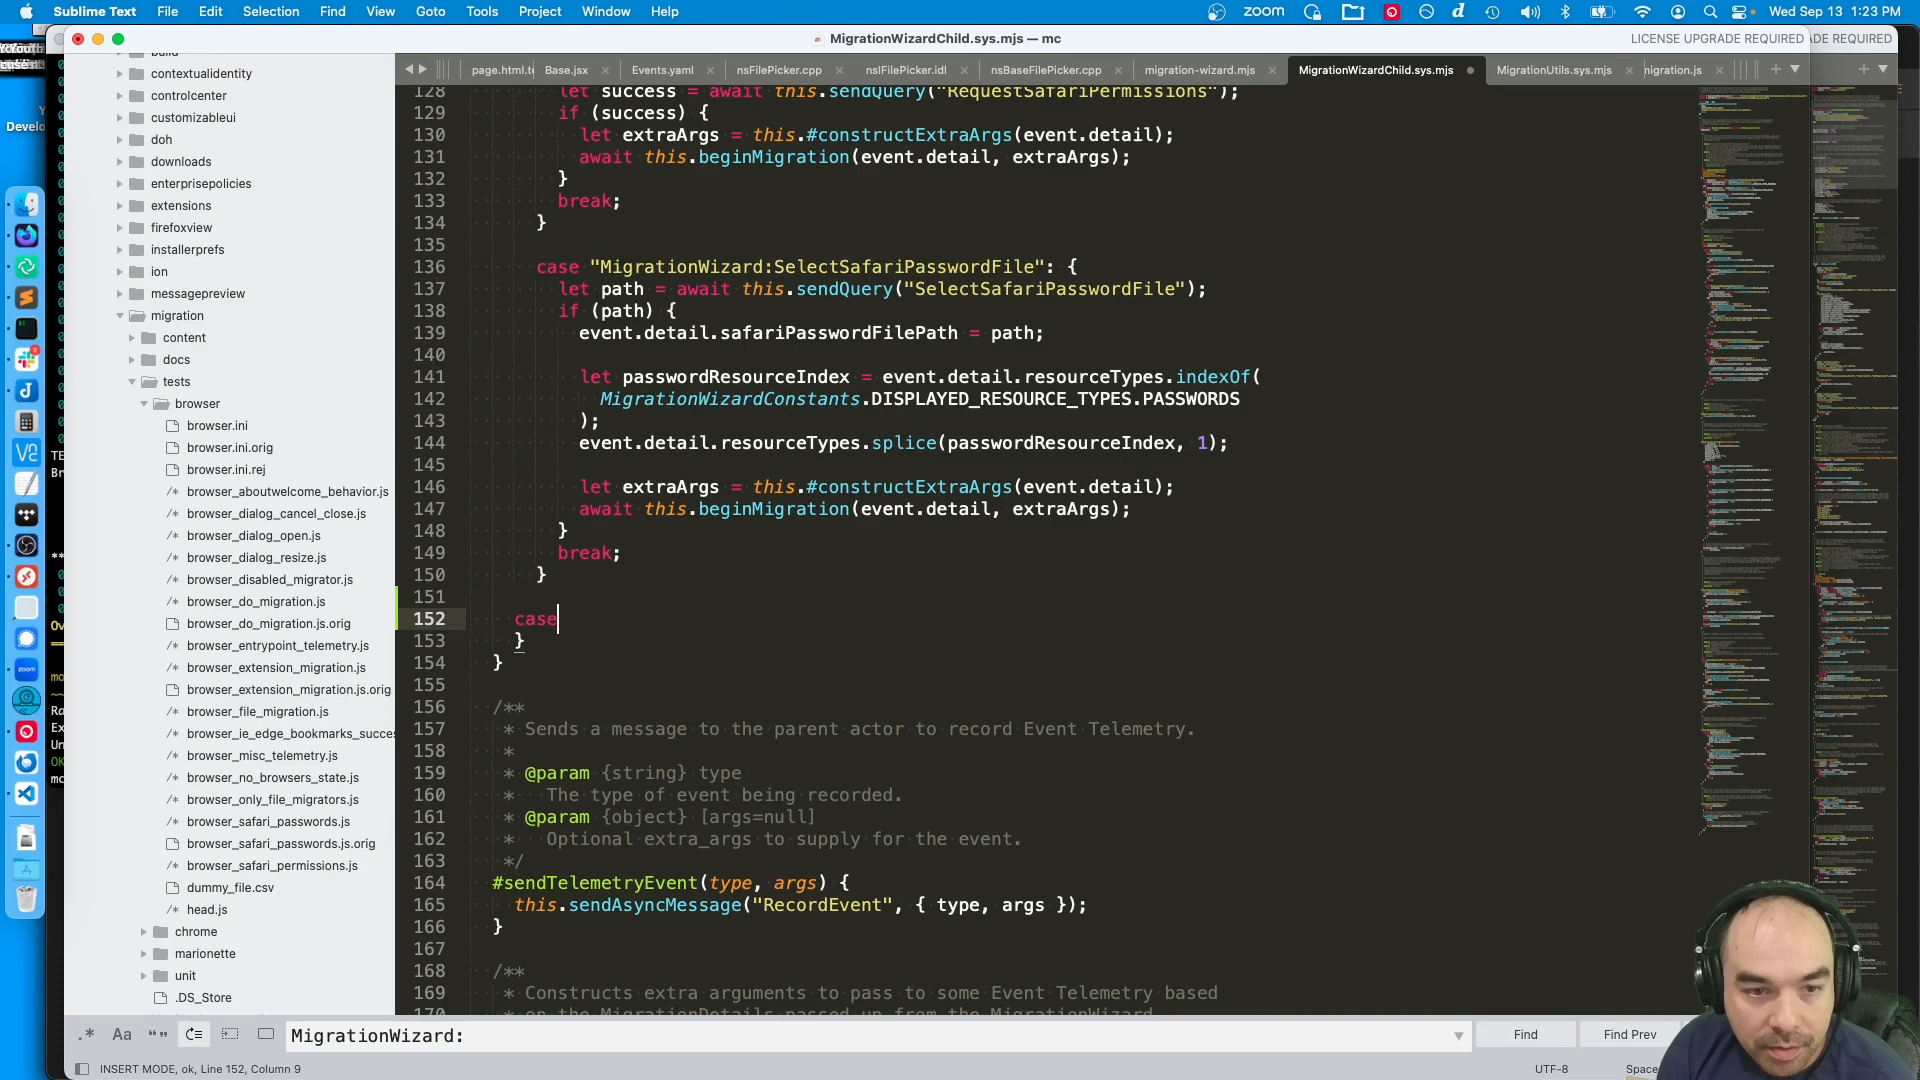 Sublime Text File Edit Selection Find View Goto Tools Project Window Help zoom Wed Sep 13 1:23 PM
MigrationWizardChild.sys.mjs — mc LICENSE UPGRADE REQUIRED
page.html.t Base.jsx × Events.yaml × nsFilePicker.cpp × nsIFilePicker.idl × nsBaseFilePicker.cpp × migration-wizard.mjs × MigrationWizardChild.sys.mjs MigrationUtils.sys.mjs × nigration.js ×
contextualidentity
controlcenter
customizableui
doh
downloads
enterprisepolicies
extensions
firefoxview
installerprefs
ion
messagepreview
migration
content
docs
tests
browser
browser.ini
browser.ini.orig
browser.ini.rej
/* browser_aboutwelcome_behavior.js
/* browser_dialog_cancel_close.js
/* browser_dialog_open.js
/* browser_dialog_resize.js
/* browser_disabled_migrator.js
/* browser_do_migration.js
browser_do_migration.js.orig
/* browser_entrypoint_telemetry.js
/* browser_extension_migration.js
browser_extension_migration.js.orig
/* browser_file_migration.js
/* browser_ie_edge_bookmarks_succes
/* browser_misc_telemetry.js
/* browser_no_browsers_state.js
/* browser_only_file_migrators.js
/* browser_safari_passwords.js
browser_safari_passwords.js.orig
/* browser_safari_permissions.js
dummy_file.csv
/* head.js
chrome
marionette
unit
.DS_Store
128 let success = await this.sendQuery("RequestSafariPermissions");
129 if (success) {
130 let extraArgs = this.#constructExtraArgs(event.detail);
131 await this.beginMigration(event.detail, extraArgs);
132 }
133 break;
134 }
135
136 case "MigrationWizard:SelectSafariPasswordFile": {
137 let path = await this.sendQuery("SelectSafariPasswordFile");
138 if (path) {
139 event.detail.safariPasswordFilePath = path;
140
141 let passwordResourceIndex = event.detail.resourceTypes.indexOf(
142 MigrationWizardConstants.DISPLAYED_RESOURCE_TYPES.PASSWORDS
143 );
144 event.detail.resourceTypes.splice(passwordResourceIndex, 1);
145
146 let extraArgs = this.#constructExtraArgs(event.detail);
147 await this.beginMigration(event.detail, extraArgs);
148 }
149 break;
150 }
151
152 case
153 }
154 }
155
156 /**
157 * Sends a message to the parent actor to record Event Telemetry.
158 *
159 * @param {string} type
160 * The type of event being recorded.
161 * @param {object} [args=null]
162 * Optional extra_args to supply for the event.
163 */
164 #sendTelemetryEvent(type, args) {
165 this.sendAsyncMessage("RecordEvent", { type, args });
166 }
167
168 /**
169 * Constructs extra arguments to pass to some Event Telemetry based
170 * on the MigrationDetails passed up from the MigrationWizard
.* Aa MigrationWizard: Find Find Prev
INSERT MODE, ok, Line 152, Column 9 UTF-8 Space